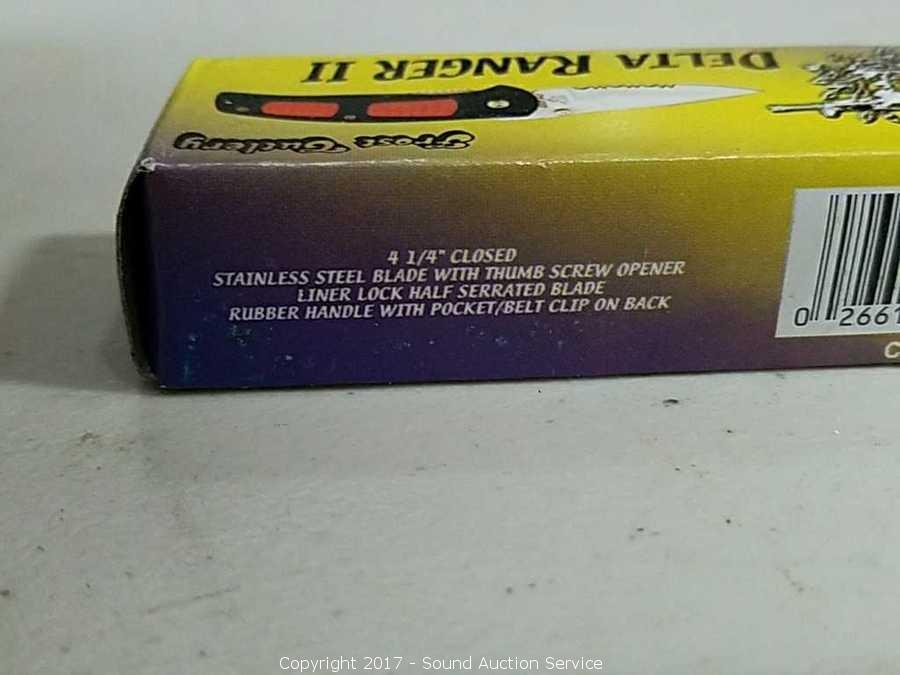 DELTA RANGER II
Frost Cutlery
4 1/4" CLOSED
STAINLESS STEEL BLADE WITH THUMB SCREW OPENER
LINER LOCK HALF SERRATED BLADE
RUBBER HANDLE WITH POCKET/BELT CLIP ON BACK
0 2661
C
Copyright 2017 - Sound Auction Service